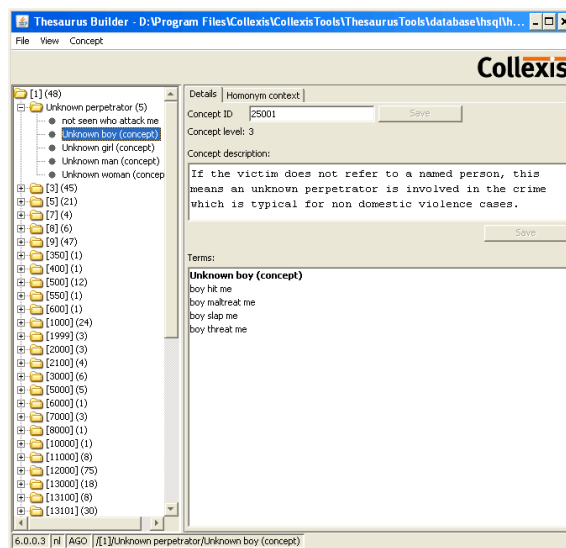 Thesaurus Builder - D:\Program Files\Collexis\CollexisTools\ThesaurusTools\database\hsql\h...
File View Concept
Collexis
[1] (48)
Unknown perpetrator (5)
not seen who attack me
Unknown boy (concept)
Unknown girl (concept)
Unknown man (concept)
Unknown woman (concep
[3] (45)
[5] (21)
[7] (4)
[8] (6)
[9] (47)
[350] (1)
[400] (1)
[500] (12)
[550] (1)
[600] (1)
[1000] (24)
[1999] (3)
[2000] (3)
[2100] (4)
[3000] (6)
[5000] (5)
[6000] (1)
[7000] (3)
[8000] (1)
[10000] (1)
[11000] (8)
[12000] (75)
[13000] (18)
[13100] (8)
[13101] (30)
Details Homonym context
Concept ID 25001 Save
Concept level: 3
Concept description:
If the victim does not refer to a named person, this
means an unknown perpetrator is involved in the crime
which is typical for non domestic violence cases.
Save
Terms:
Unknown boy (concept)
boy hit me
boy maltreat me
boy slap me
boy threat me
6.0.0.3 nl AGO /[1]/Unknown perpetrator/Unknown boy (concept)